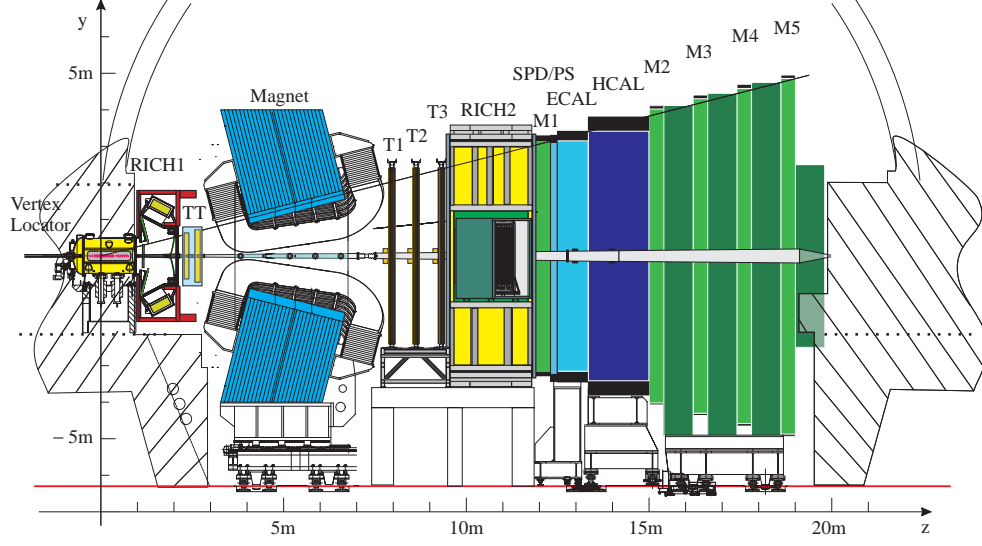 y
5m
Magnet
RICH1
Vertex
Locator
TT
T1
T2
T3
RICH2
SPD/PS
M1
ECAL
HCAL
M2
M3
M4
M5
− 5m
5m
10m
15m
20m
z